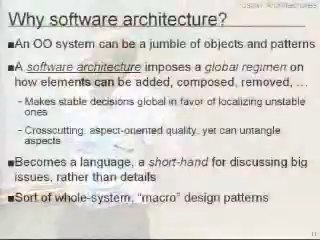 Why software architecture?
▪An OO system can be a jumble of objects and patterns
▪A software architecture imposes a global regimen on
how elements can be added, composed, removed, …
- Makes stable decisions global in favor of localizing unstable
ones
- Crosscutting, aspect-oriented quality, yet can untangle
aspects
▪Becomes a language, a short-hand for discussing big
issues, rather than details
▪Sort of whole-system, “macro” design patterns